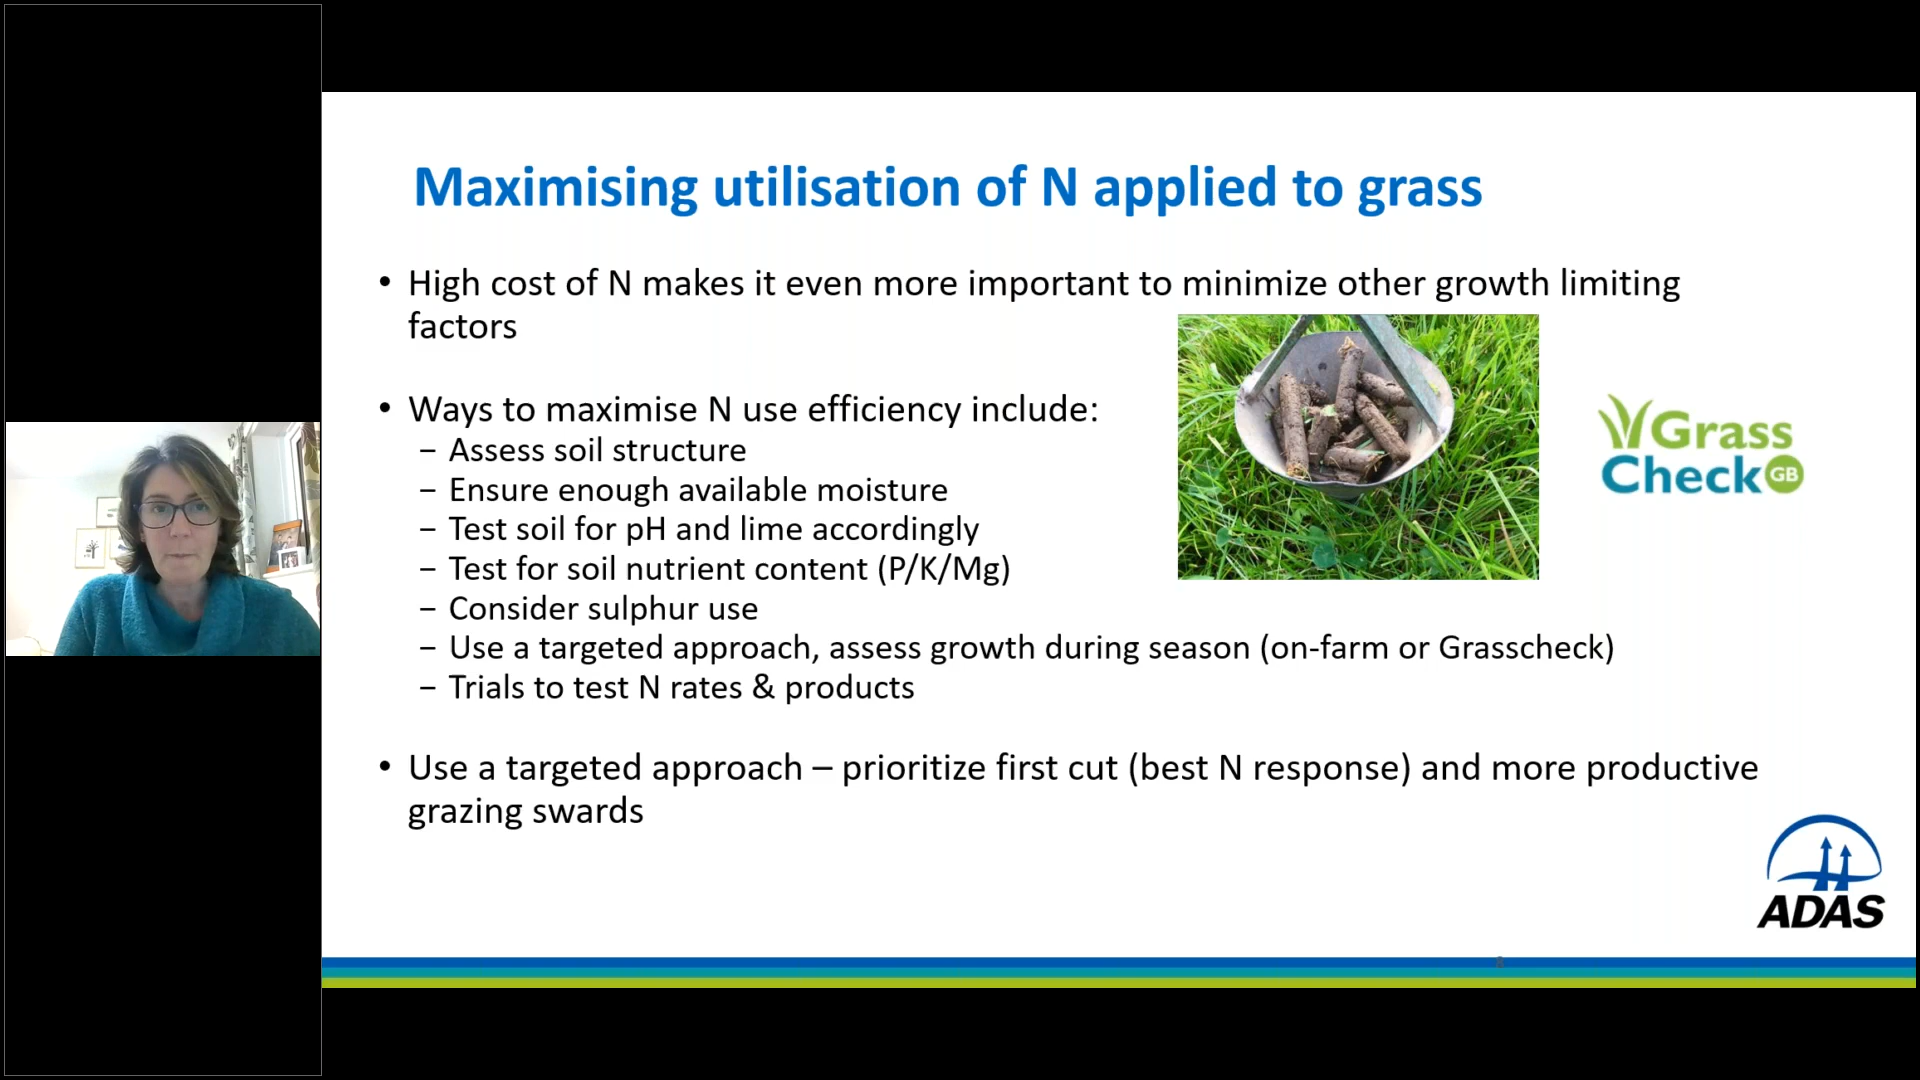 Maximising utilisation of N applied to grass
• High cost of N makes it even more important to minimize other growth limiting
factors
• Ways to maximise N use efficiency include:
– Assess soil structure
– Ensure enough available moisture
– Test soil for pH and lime accordingly
– Test for soil nutrient content (P/K/Mg)
– Consider sulphur use
– Use a targeted approach, assess growth during season (on-farm or Grasscheck)
– Trials to test N rates & products
• Use a targeted approach – prioritize first cut (best N response) and more productive
grazing swards
Grass
Check GB
ADAS